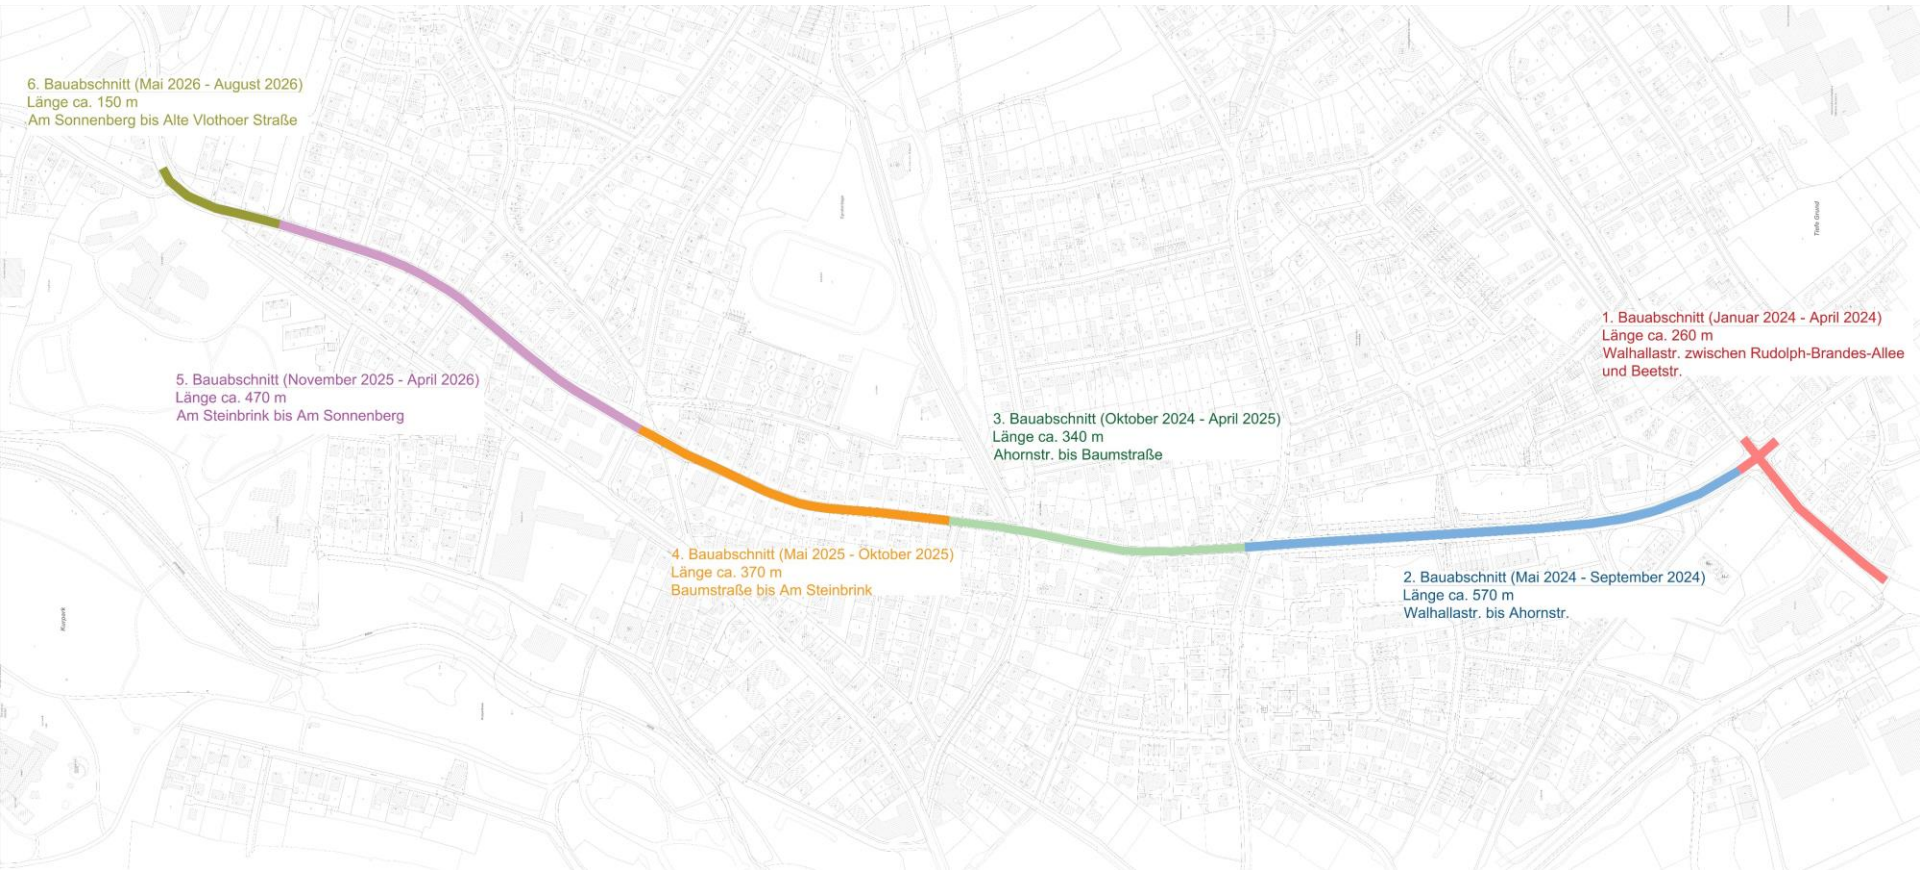 6. Bauabschnitt (Mai 2026 - August 2026)
Länge ca. 150 m
Am Sonnenberg bis Alte Vlothoer Straße
1. Bauabschnitt (Januar 2024 - April 2024)
Länge ca. 260 m
Walhallastr. zwischen Rudolph-Brandes-Allee
und Beetstr.
5. Bauabschnitt (November 2025 - April 2026)
Länge ca. 470 m
Am Steinbrink bis Am Sonnenberg
3. Bauabschnitt (Oktober 2024 - April 2025)
Länge ca. 340 m
Ahornstr. bis Baumstraße
4. Bauabschnitt (Mai 2025 - Oktober 2025)
Länge ca. 370 m
Baumstraße bis Am Steinbrink
2. Bauabschnitt (Mai 2024 - September 2024)
Länge ca. 570 m
Walhallastr. bis Ahornstr.
Tiefe Grund
Kurpark